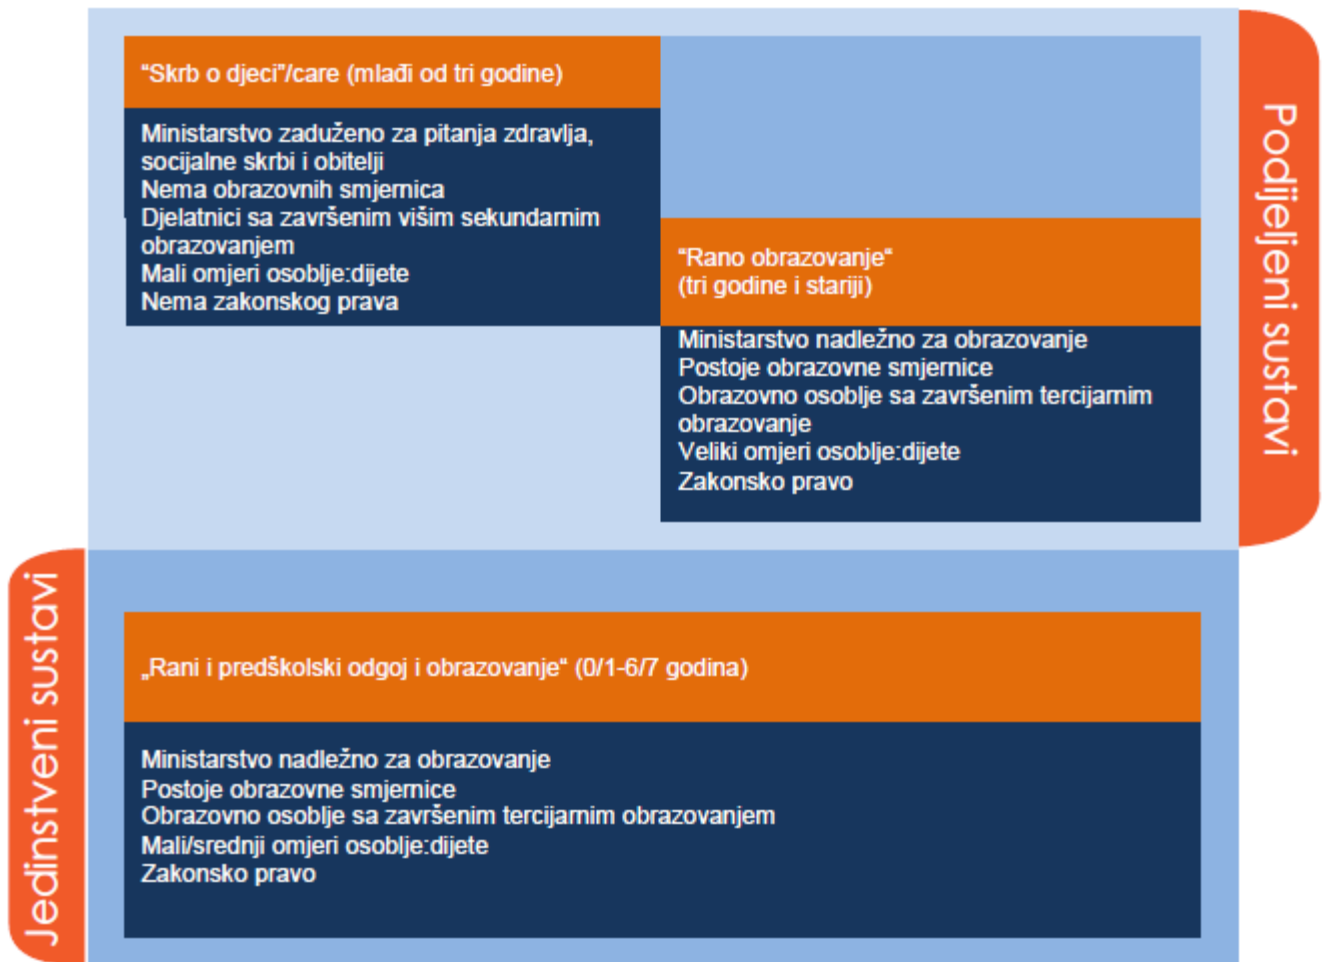 “Skrb o djeci”/care (mlađi od tri godine)
Ministarstvo zaduženo za pitanja zdravlja,
socijalne skrbi i obitelji
Nema obrazovnih smjernica
Djelatnici sa završenim višim sekundarnim
obrazovanjem
Mali omjeri osoblje:dijete
Nema zakonskog prava
“Rano obrazovanje“
(tri godine i stariji)
Ministarstvo nadležno za obrazovanje
Postoje obrazovne smjernice
Obrazovno osoblje sa završenim tercijarnim
obrazovanje
Veliki omjeri osoblje:dijete
Zakonsko pravo
Podijeljeni sustavi
Jedinstveni sustavi
„Rani i predškolski odgoj i obrazovanje“ (0/1-6/7 godina)
Ministarstvo nadležno za obrazovanje
Postoje obrazovne smjernice
Obrazovno osoblje sa završenim tercijarnim obrazovanjem
Mali/srednji omjeri osoblje:dijete
Zakonsko pravo